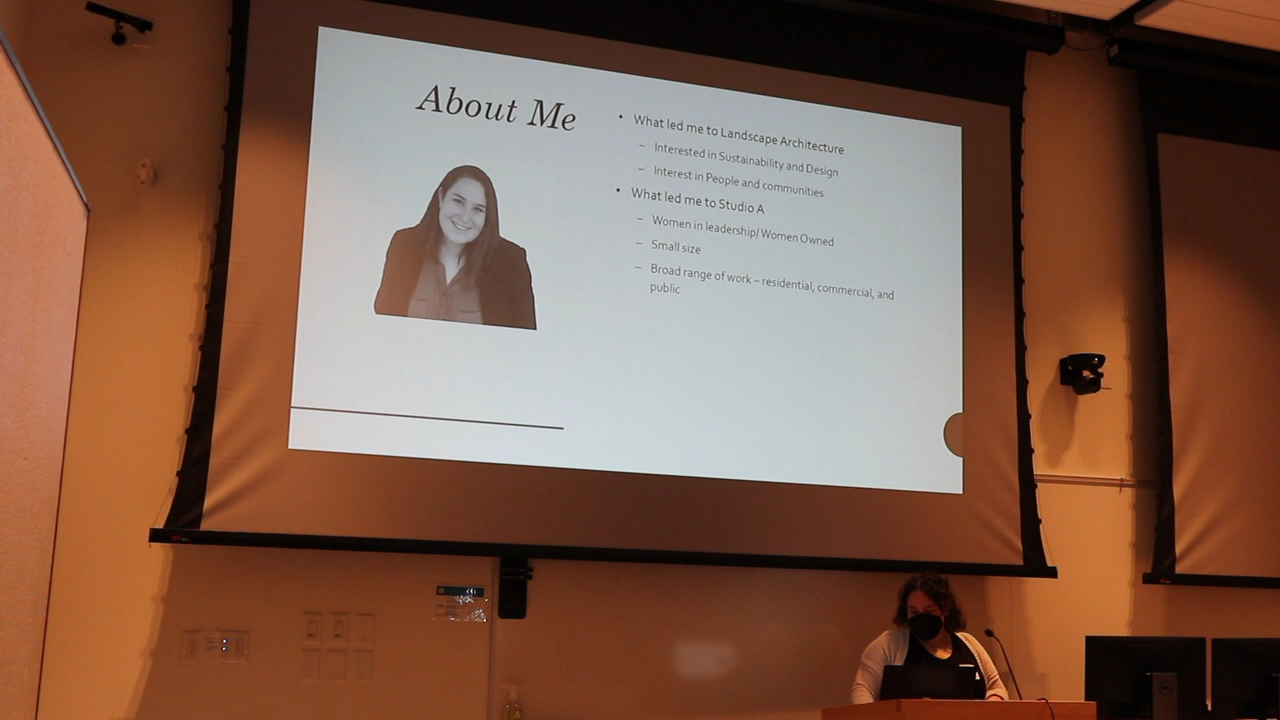 About Me
• What led me to Landscape Architecture
– Interested in Sustainability and Design
– Interest in People and communities
• What led me to Studio A
– Women in leadership/ Women Owned
– Small size
– Broad range of work – residential, commercial, and
public